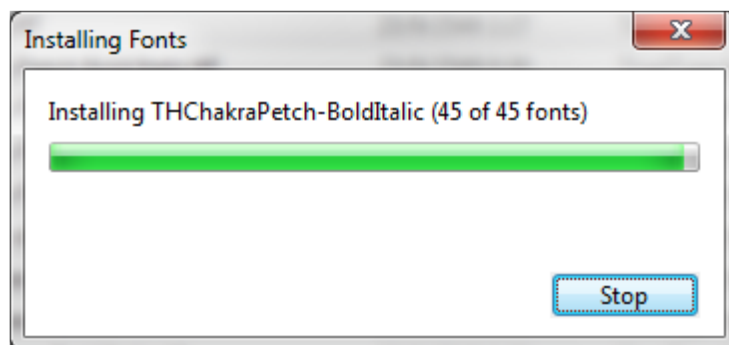 Installing Fonts
Installing THChakraPetch-BoldItalic (45 of 45 fonts)
Stop